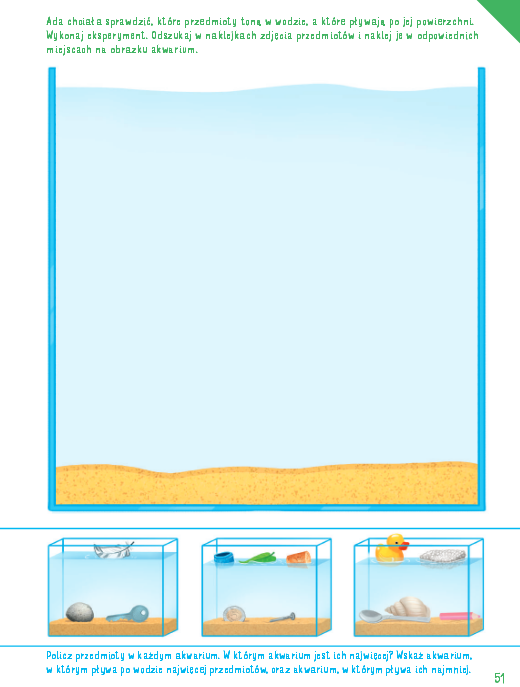 Ada chciała sprawdzić, które przedmioty toną w wodzie, a które pływają po jej powierzchni.
Wykonaj eksperyment. Odszukaj w naklejkach zdjęcia przedmiotów i naklej je w odpowiednich
miejscach na obrazku akwarium.
Policz przedmioty w każdym akwarium. W którym akwarium jest ich najwięcej? Wskaż akwarium,
w którym pływa po wodzie najwięcej przedmiotów, oraz akwarium, w którym pływa ich najmniej.
51